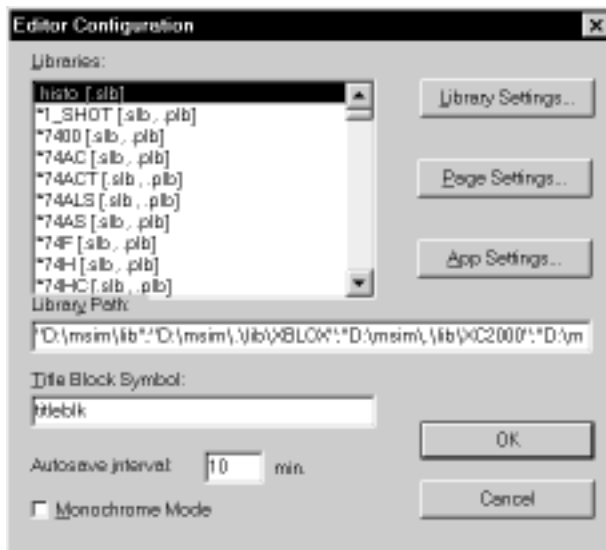 Editor Configuration
Libraries:
histo [.slb]
*1_SHOT [.slb, .plb]
*7400 [.slb, .plb]
*74AC [.slb, .plb]
*74ACT [.slb, .plb]
*74ALS [.slb, .plb]
*74AS [.slb, .plb]
*74F [.slb, .plb]
*74H [.slb, .plb]
*74HC [.slb, .plb]
Library Settings...
Page Settings...
App Settings...
Library Path:
"D:\msim\lib";"D:\msim\.\lib\XBLOX";"D:\msim\.\lib\XC2000";"D:\m
Title Block Symbol:
titleblk
Autosave interval: 10 min.
Monochrome Mode
OK
Cancel